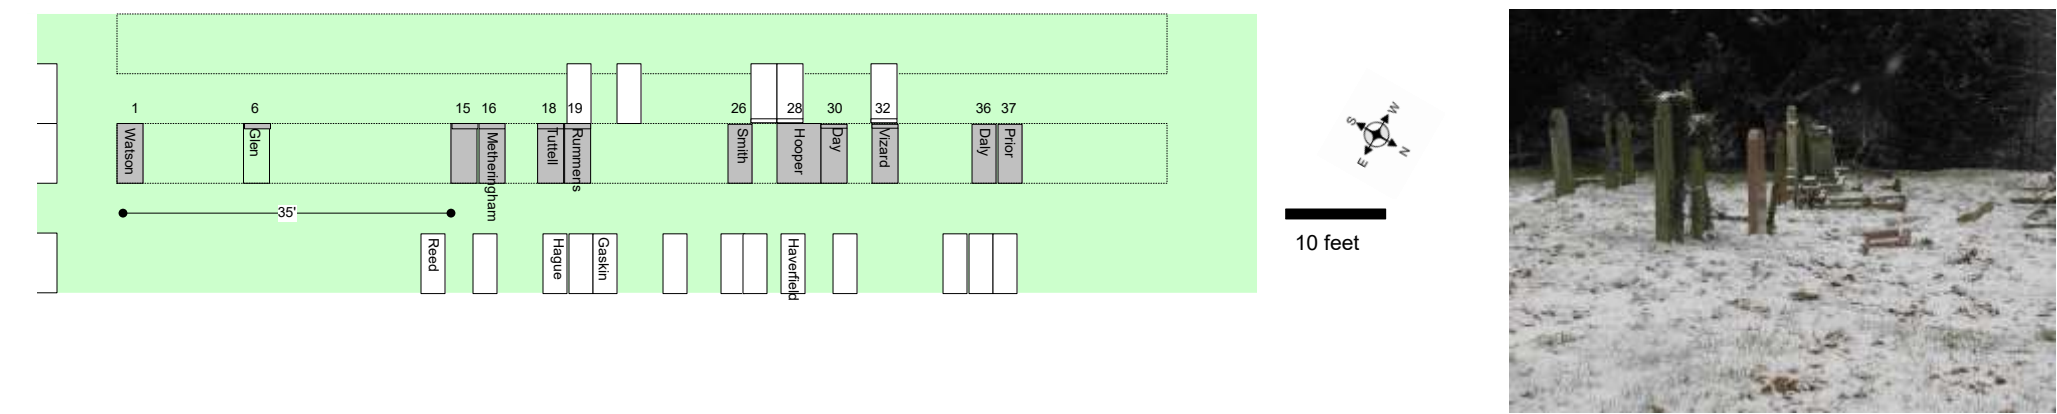 1 6 15 16 18 19 26 28 30 32 36 37
Watson
Glen
Metheringham
Tuttell
Rummens
Smith
Hooper
Day
Vizard
Daly
Prior
35'
Reed
Hague
Gaskin
Haverfield
S W
E N
10 feet